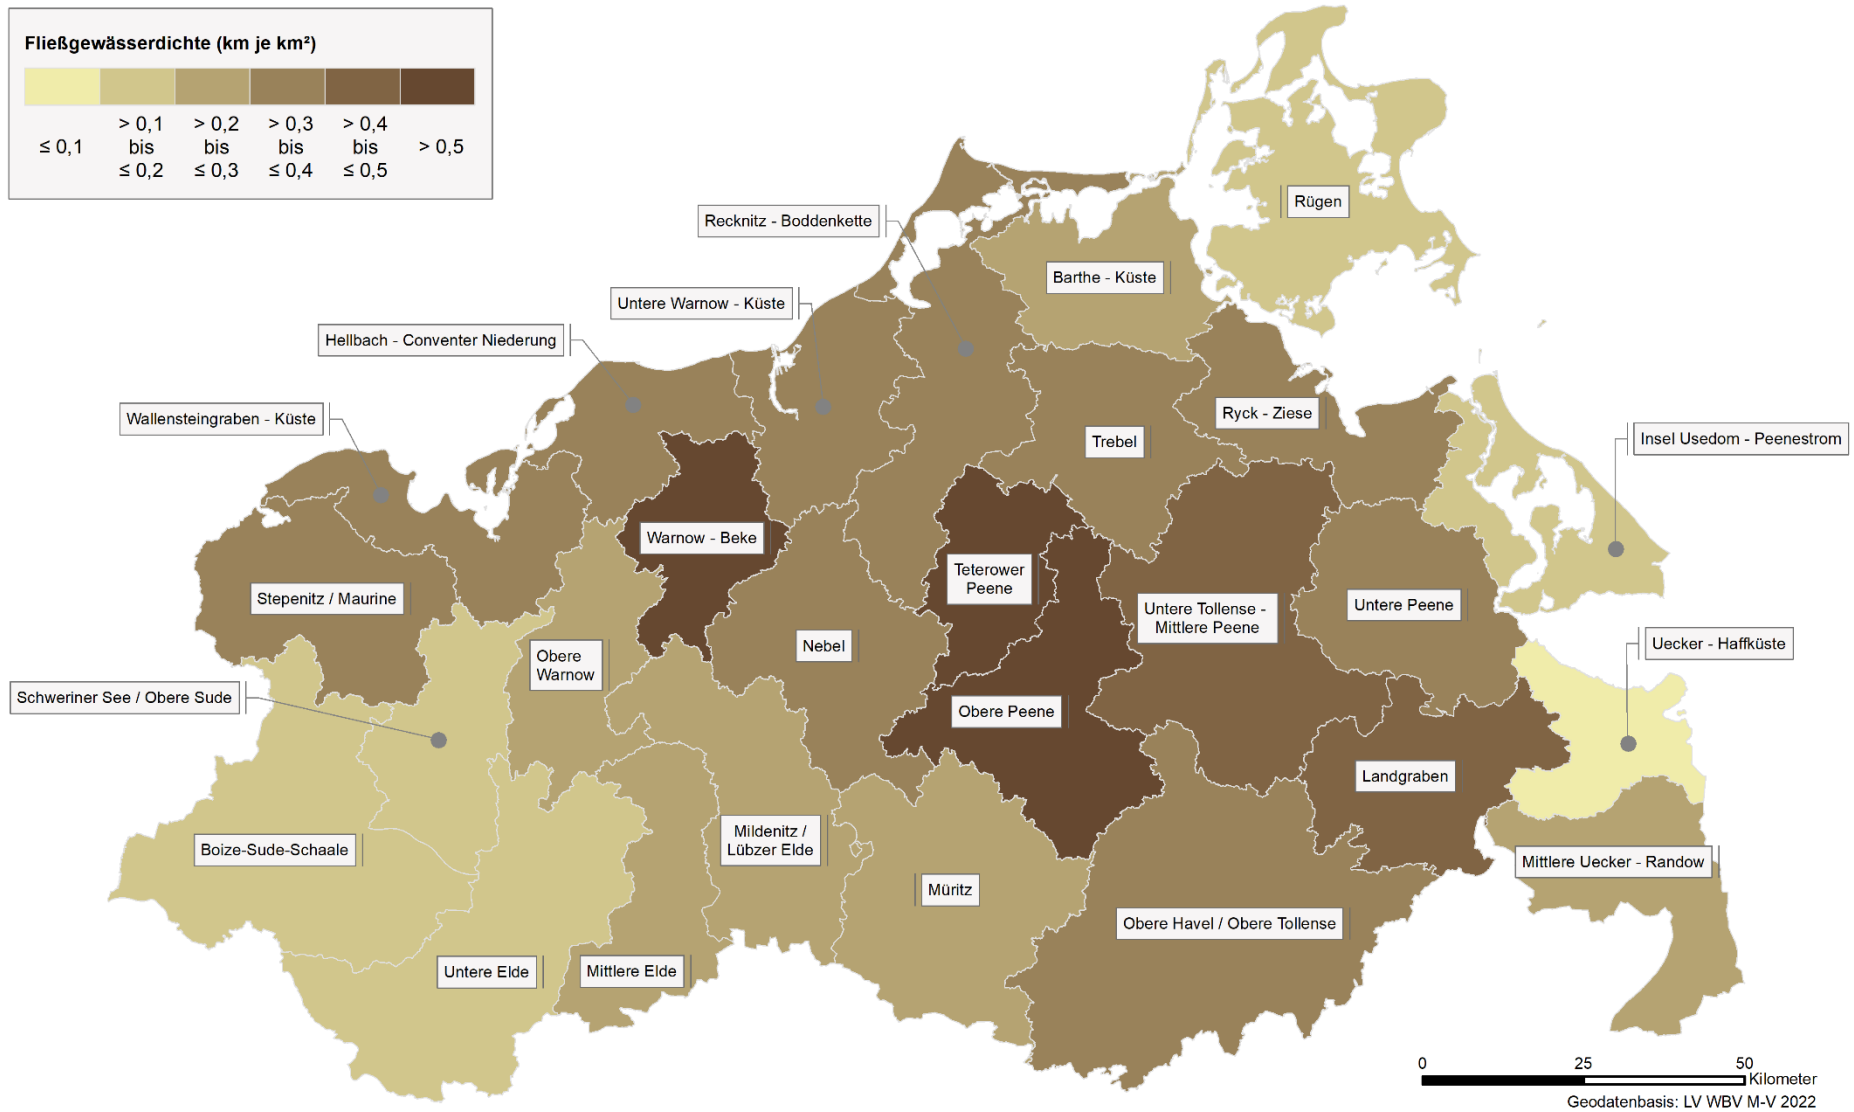 Fließgewässerdichte (km je km²)
≤ 0,1
> 0,1
bis
≤ 0,2
> 0,2
bis
≤ 0,3
> 0,3
bis
≤ 0,4
> 0,4
bis
≤ 0,5
> 0,5
Rügen
Recknitz - Boddenkette
Barthe - Küste
Untere Warnow - Küste
Hellbach - Conventer Niederung
Wallensteingraben - Küste
Ryck - Ziese
Trebel
Insel Usedom - Peenestrom
Warnow - Beke
Teterower
Peene
Stepenitz / Maurine
Untere Tollense -
Mittlere Peene
Untere Peene
Nebel
Uecker - Haffküste
Obere
Warnow
Schweriner See / Obere Sude
Obere Peene
Landgraben
Boize-Sude-Schaale
Mildenitz /
Lübzer Elde
Mittlere Uecker - Randow
Müritz
Obere Havel / Obere Tollense
Untere Elde
Mittlere Elde
0 25 50
Kilometer
Geodatenbasis: LV WBV M-V 2022